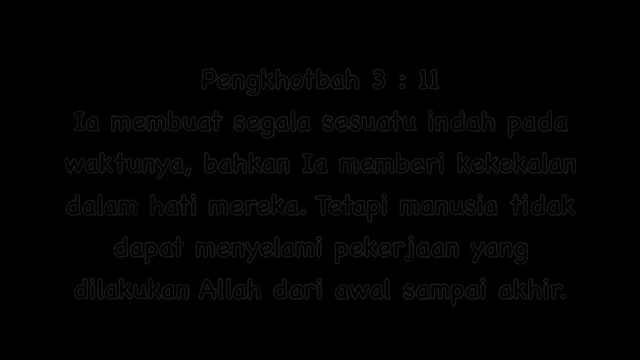 Pengkhotbah 3 : 11
Ia membuat segala sesuatu indah pada
waktunya, bahkan Ia memberi kekekalan
dalam hati mereka. Tetapi manusia tidak
dapat menyelami pekerjaan yang
dilakukan Allah dari awal sampai akhir.